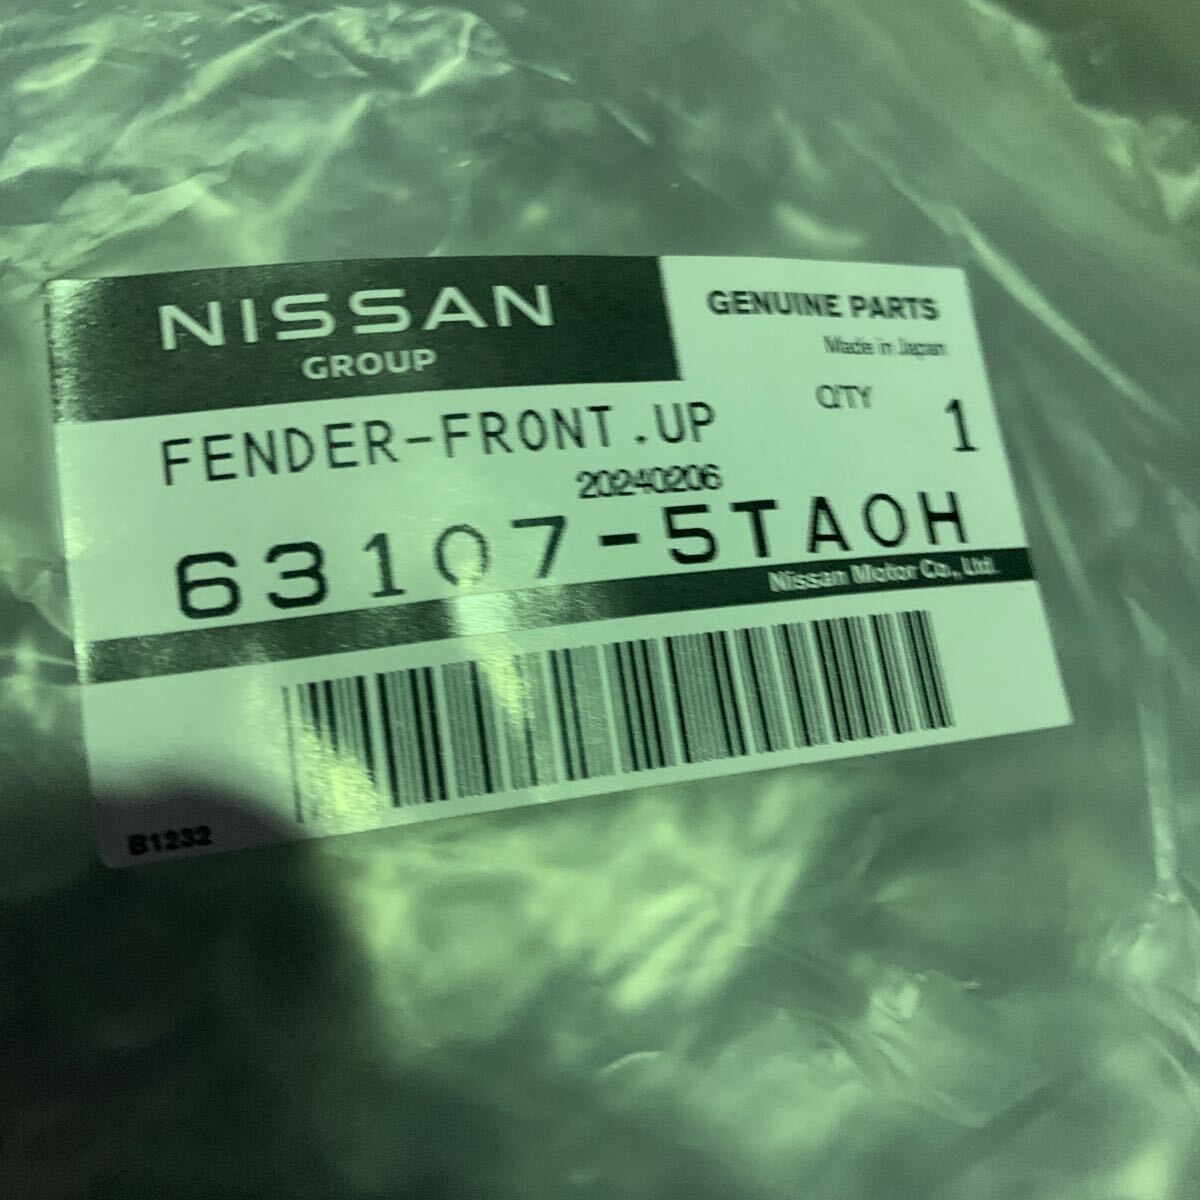 NISSAN
GROUP
GENUINE PARTS
Made in Japan
Q'TY 1
FENDER-FRONT.UP
20240206
63107-5TA0H
Nissan Motor Co., Ltd.
B1232